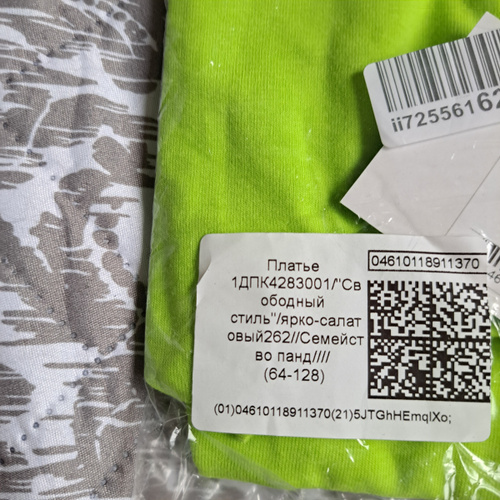 ii7255616
Платье
1ДПК4283001/"Св
ободный
стиль"/ярко-салат
овый262//Семейст
во панд////
(64-128)
04610118911370
(01)04610118911370(21)5JTGhHEmqlXo;